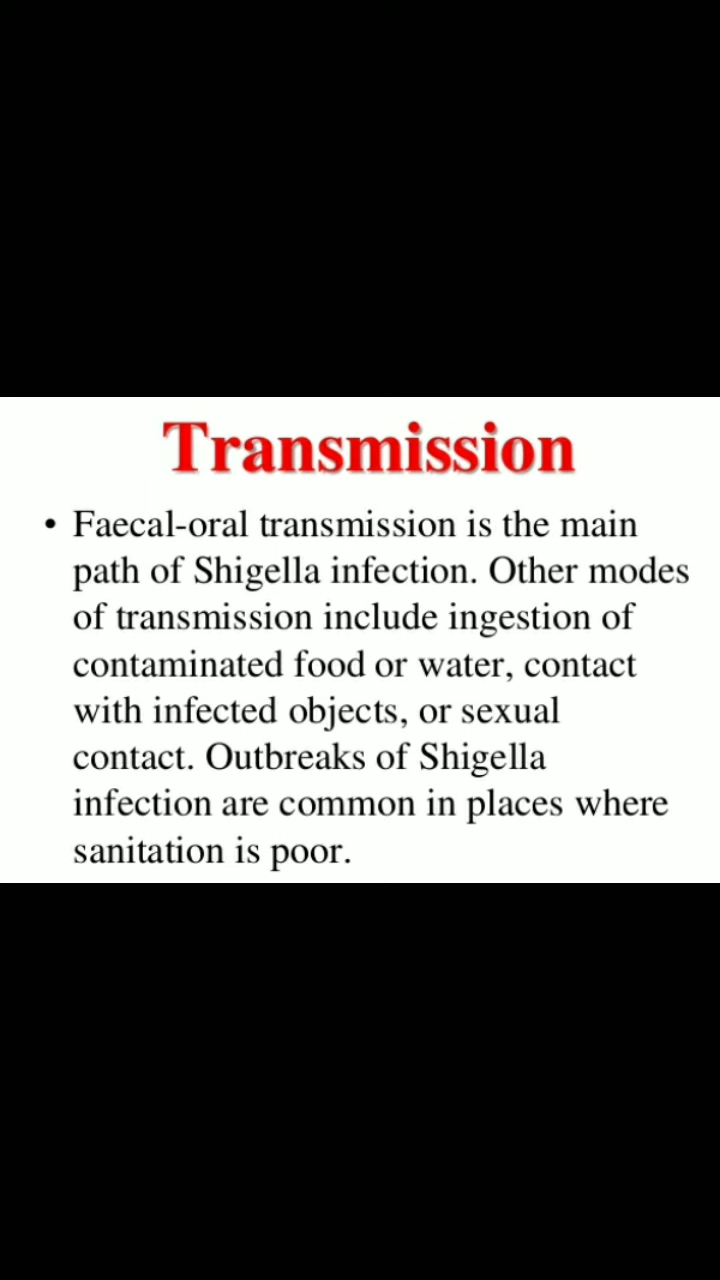 Transmission
• Faecal-oral transmission is the main
path of Shigella infection. Other modes
of transmission include ingestion of
contaminated food or water, contact
with infected objects, or sexual
contact. Outbreaks of Shigella
infection are common in places where
sanitation is poor.